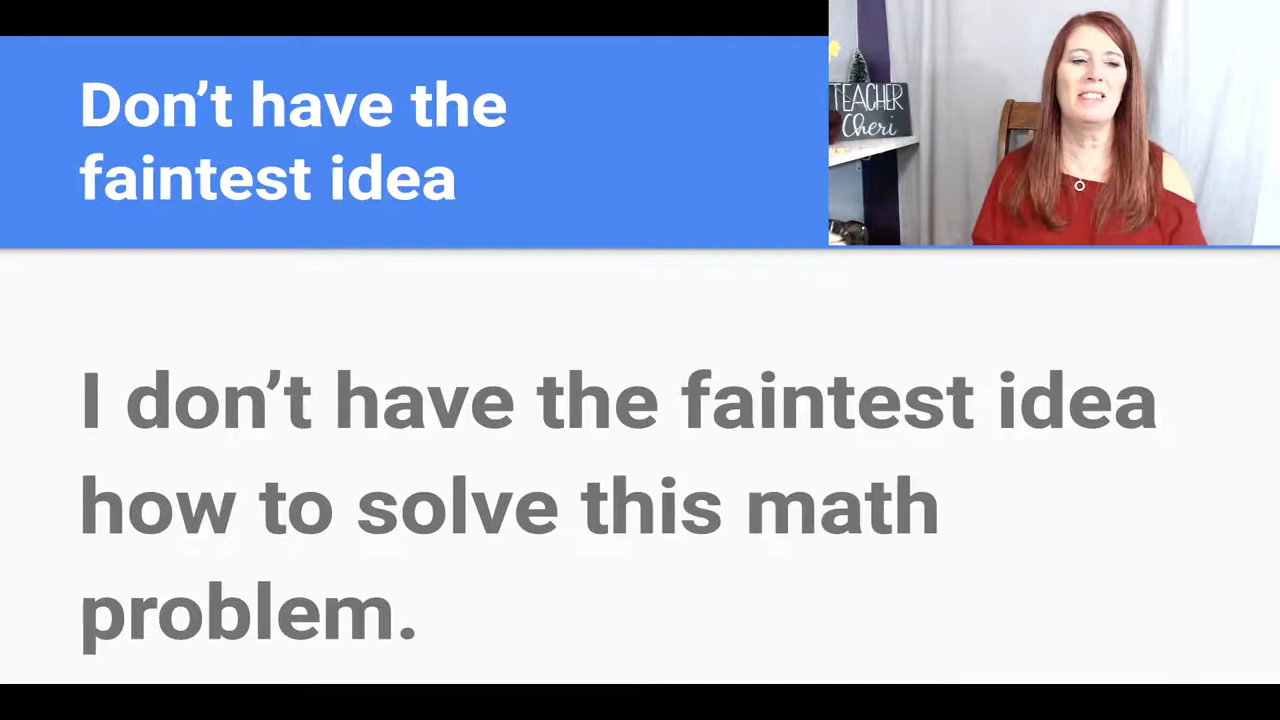 Don’t have the
faintest idea
TEACHER
Cheri
I don’t have the faintest idea
how to solve this math
problem.